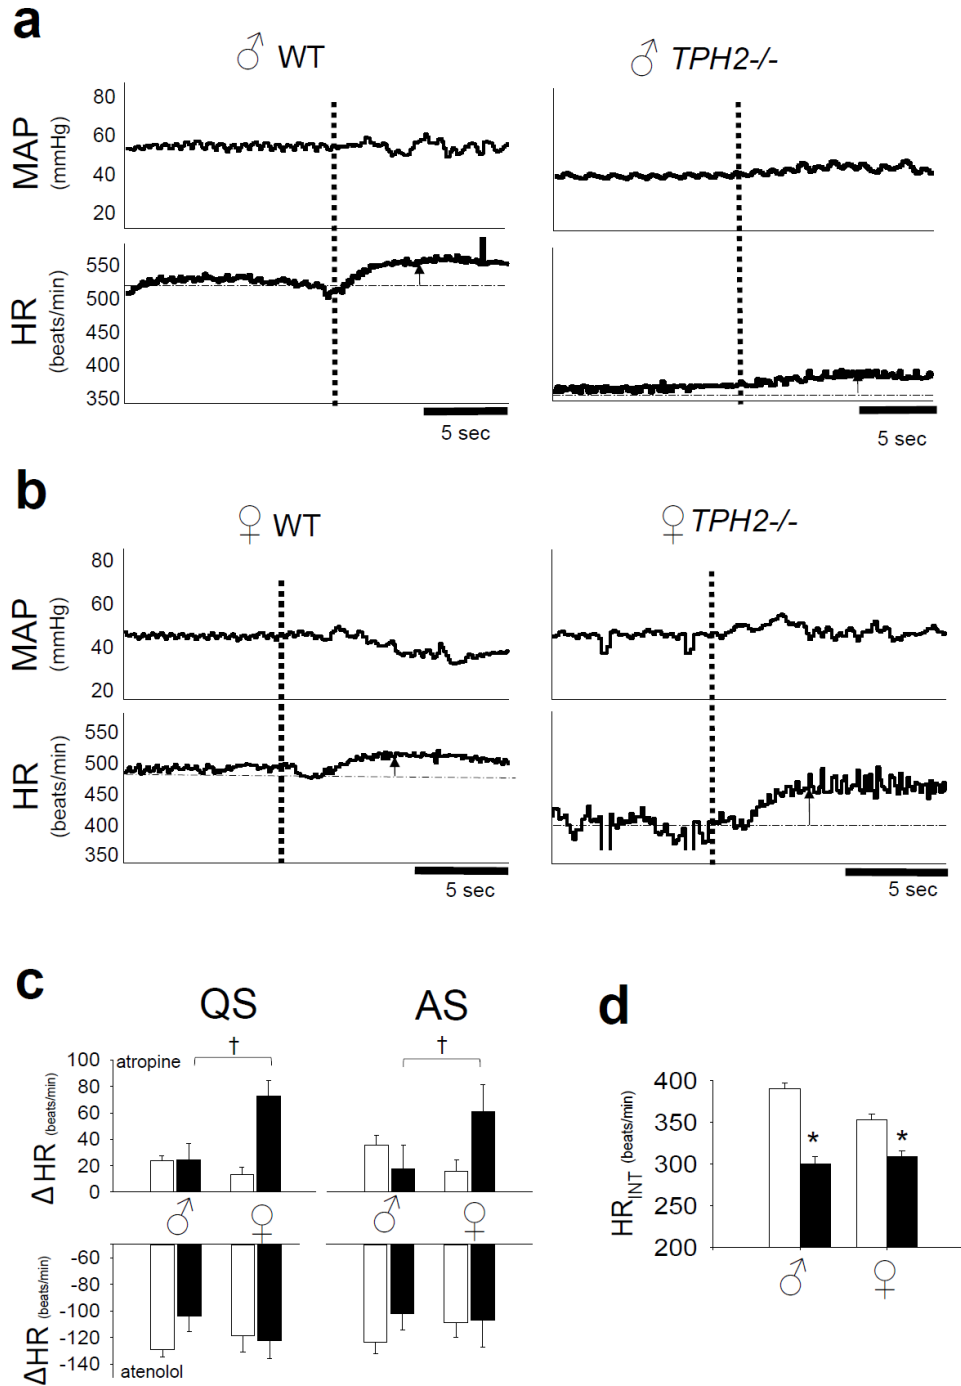 a
♂ WT
♂ TPH2-/-
MAP
(mmHg)
80
60
40
20
HR
(beats/min)
550
500
450
400
350
5 sec
5 sec
b
♀ WT
♀ TPH2-/-
MAP
(mmHg)
80
60
40
20
HR
(beats/min)
550
500
450
400
350
5 sec
5 sec
c
QS
AS
†
†
atropine
ΔHR (beats/min)
100
80
60
40
20
0
♂
♀
♂
♀
ΔHR (beats/min)
-60
-80
-100
-120
-140
atenolol
d
HR INT (beats/min)
400
350
300
250
200
*
*
♂
♀